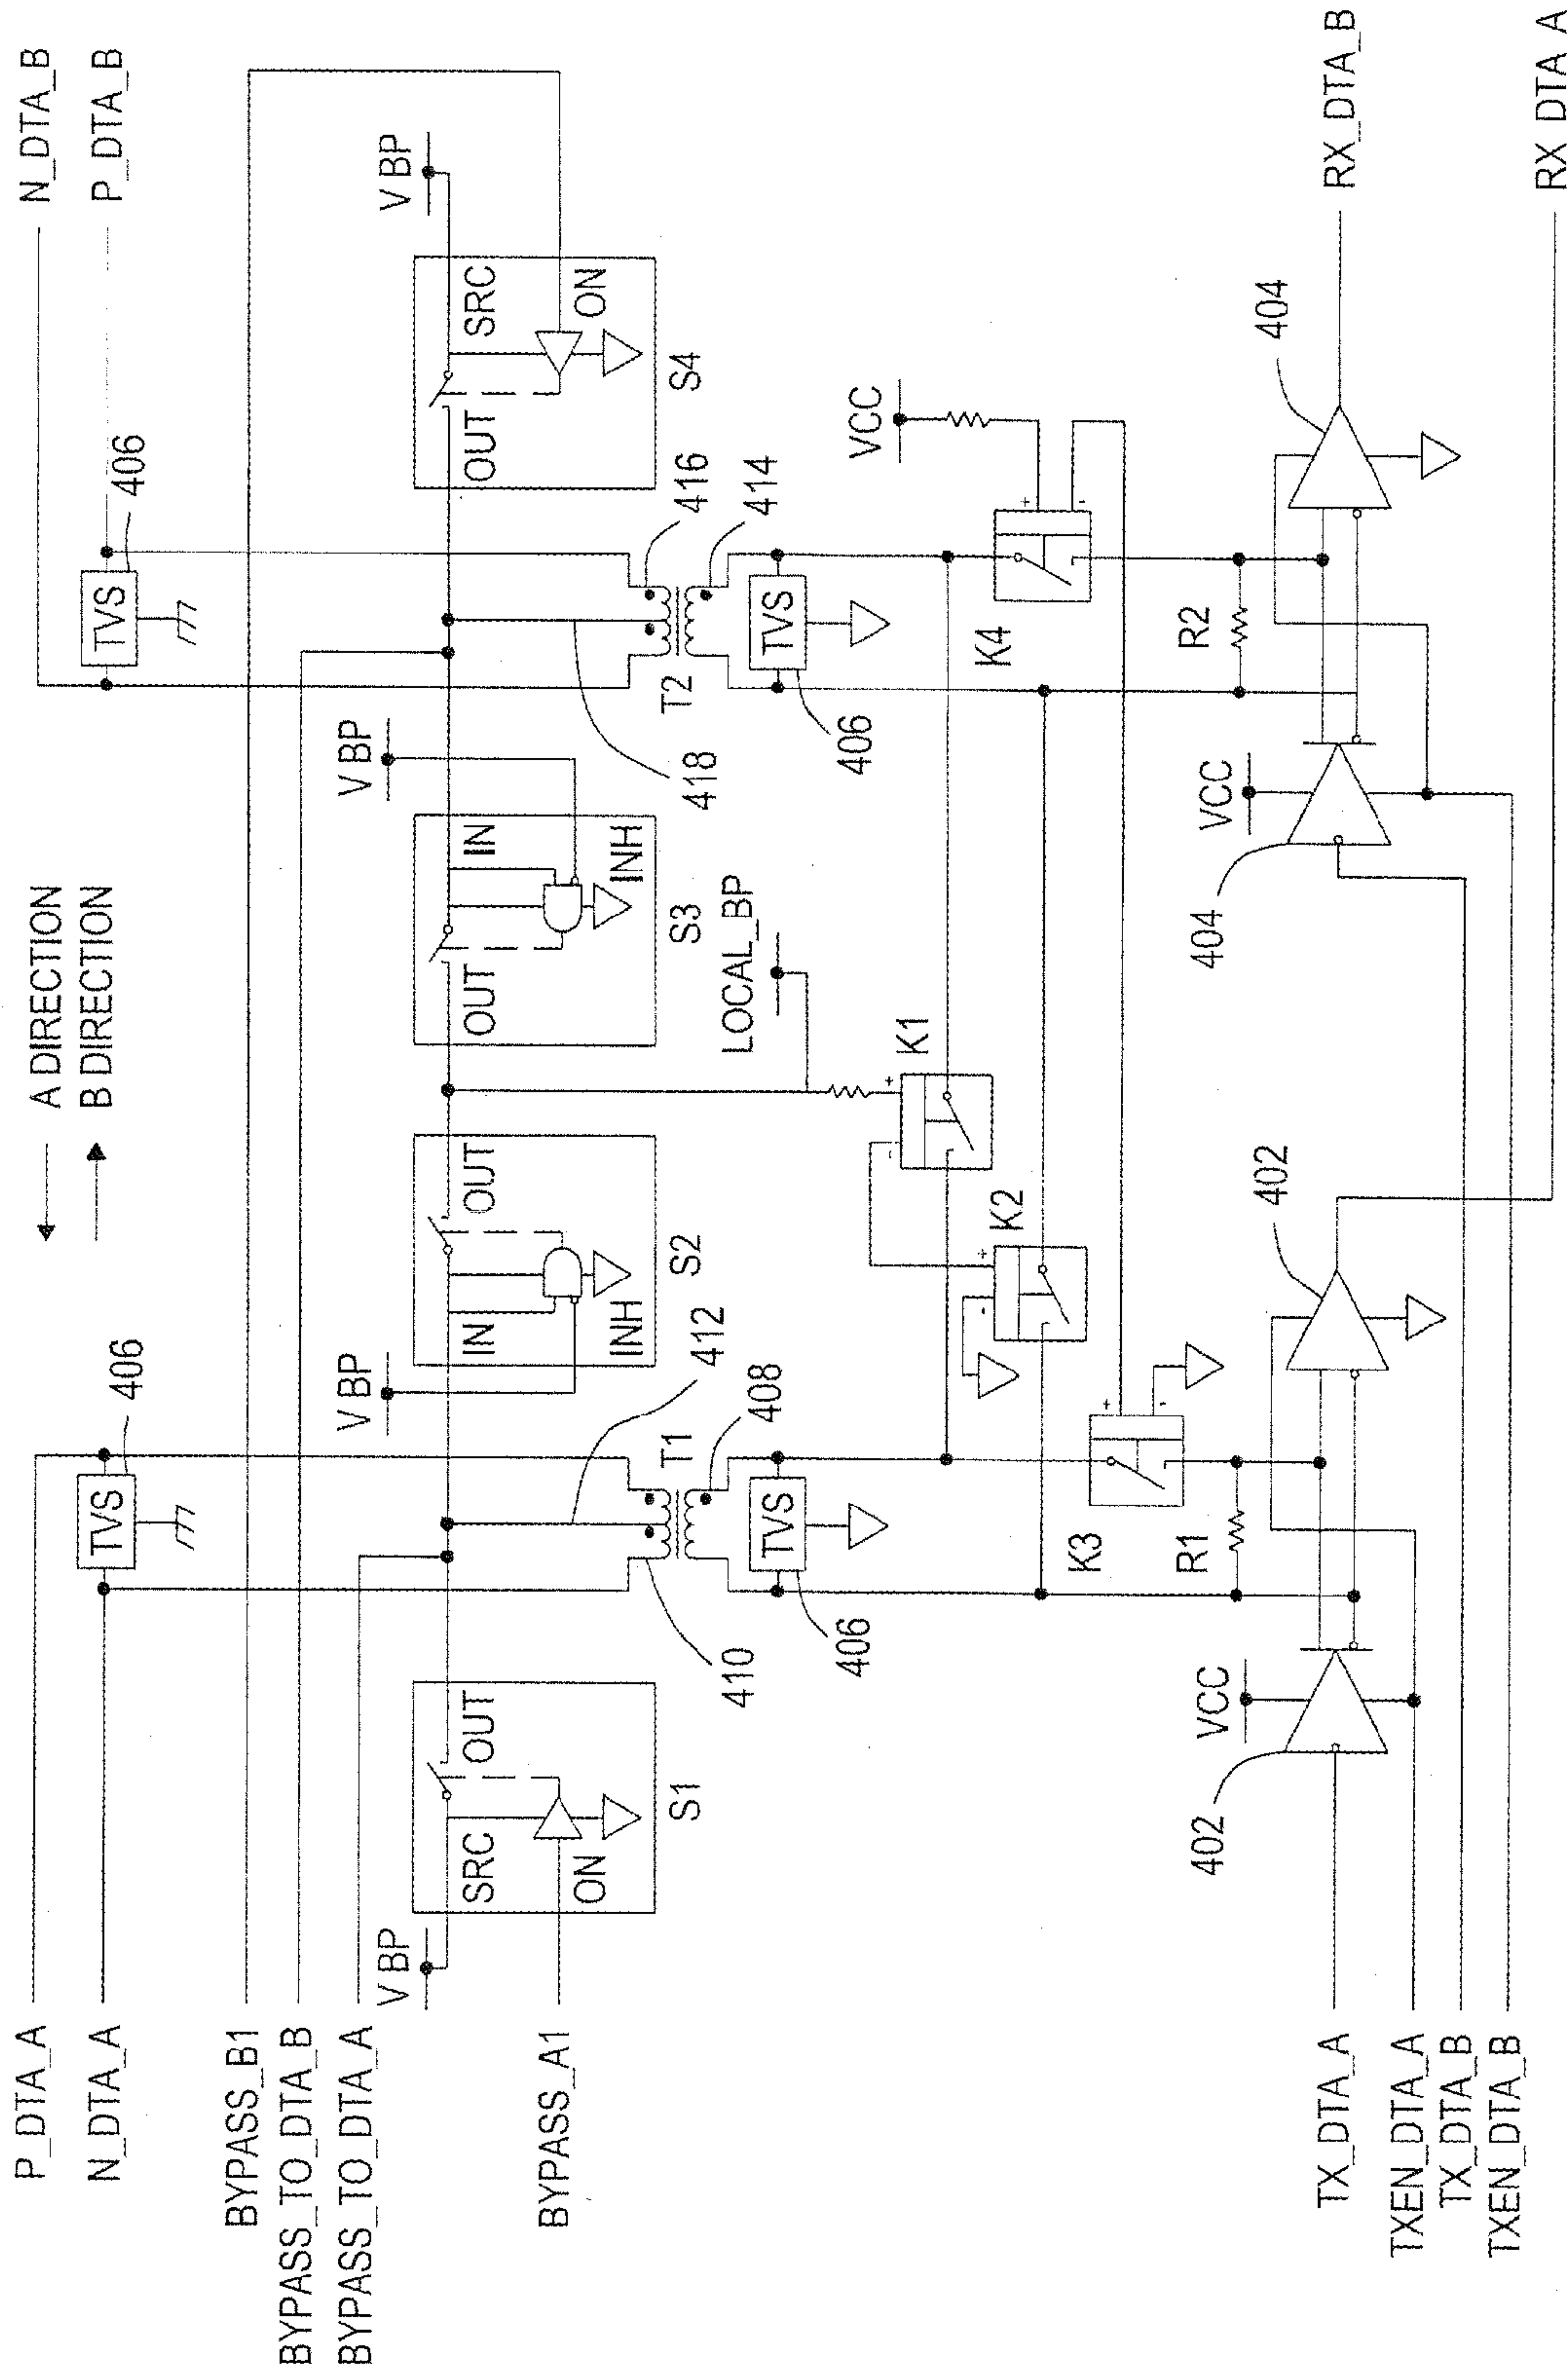 P_DTA_A
N_DTA_A
BYPASS_B1
BYPASS_TO_DTA_B
BYPASS_TO_DTA_A
BYPASS_A1
A DIRECTION
B DIRECTION
N_DTA_B
P_DTA_B
TVS
406
TVS
406
V BP
SRC
OUT
ON
S1
V BP
IN
OUT
INH
S2
V BP
OUT
IN
INH
S3
V BP
OUT
SRC
ON
S4
410
412
T1
408
TVS
406
418
T2
416
414
TVS
406
LOCAL_BP
+
-
K1
+
-
K2
+
-
K3
VCC
+
-
K4
R1
R2
VCC
402
402
VCC
404
404
TX_DTA_A
TXEN_DTA_A
TX_DTA_B
TXEN_DTA_B
RX_DTA_B
RX_DTA_A